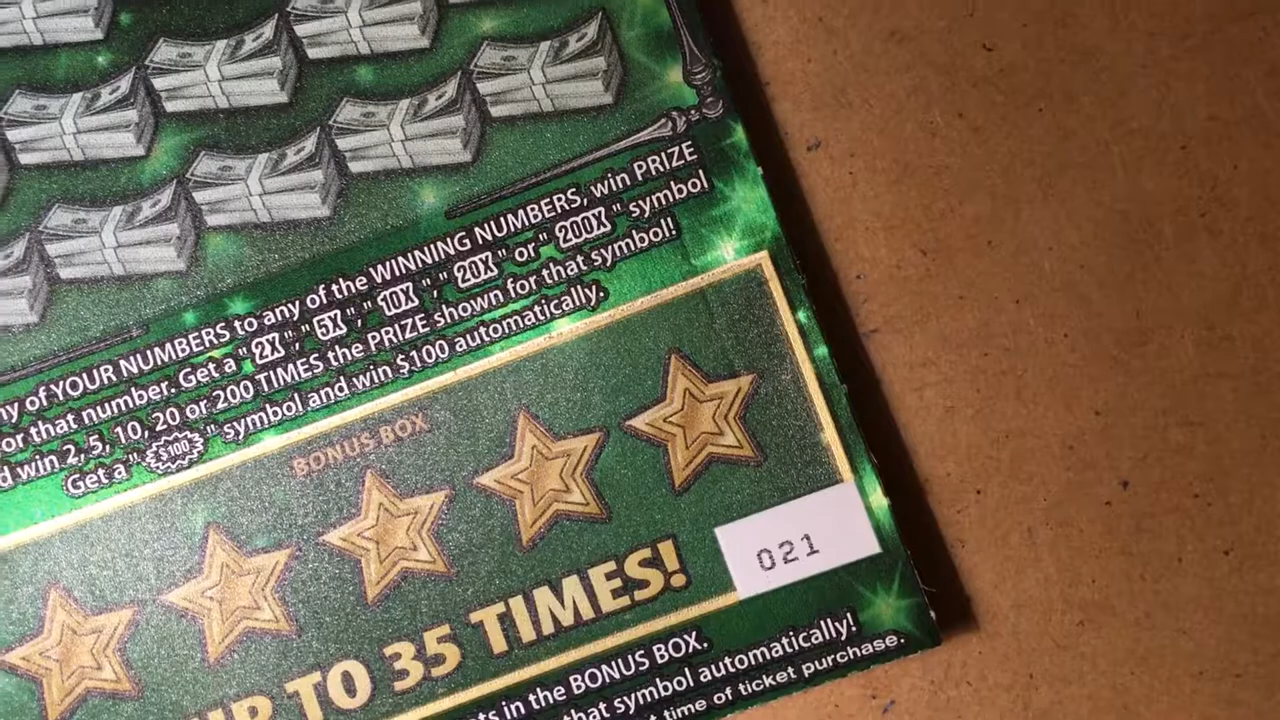 ny of YOUR NUMBERS to any of the WINNING NUMBERS, win PRIZE
or that number. Get a "2X", "5X", "10X", "20X" or "200X" symbol
d win 2, 5, 10, 20 or 200 TIMES the PRIZE shown for that symbol!
Get a "$100" symbol and win $100 automatically.
BONUS BOX
UP TO 35 TIMES!
021
ts in the BONUS BOX.
that symbol automatically!
t time of ticket purchase.